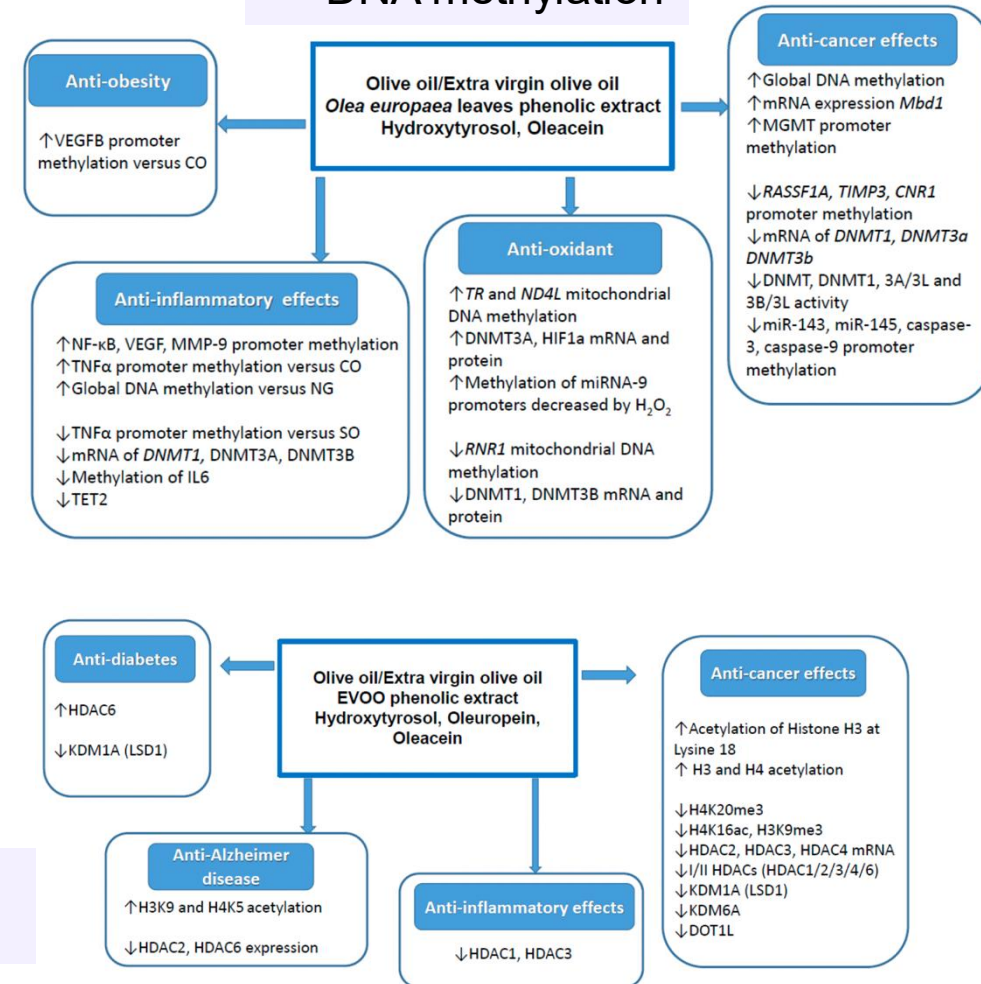 DNA methylation
Anti-obesity
↑VEGFB promoter
methylation versus CO
Olive oil/Extra virgin olive oil
Olea europaea leaves phenolic extract
Hydroxytyrosol, Oleacein
Anti-cancer effects
↑Global DNA methylation
↑mRNA expression Mbd1
↑MGMT promoter
methylation
↓RASSF1A, TIMP3, CNR1
promoter methylation
↓mRNA of DNMT1, DNMT3a
DNMT3b
↓DNMT, DNMT1, 3A/3L and
3B/3L activity
↓miR-143, miR-145, caspase-
3, caspase-9 promoter
methylation
Anti-inflammatory effects
↑NF-κB, VEGF, MMP-9 promoter methylation
↑TNFα promoter methylation versus CO
↑Global DNA methylation versus NG
↓TNFα promoter methylation versus SO
↓mRNA of DNMT1, DNMT3A, DNMT3B
↓Methylation of IL6
↓TET2
Anti-oxidant
↑TR and ND4L mitochondrial
DNA methylation
↑DNMT3A, HIF1a mRNA and
protein
↑Methylation of miRNA-9
promoters decreased by H₂O₂
↓RNR1 mitochondrial DNA
methylation
↓DNMT1, DNMT3B mRNA and
protein
Anti-diabetes
↑HDAC6
↓KDM1A (LSD1)
Olive oil/Extra virgin olive oil
EVOO phenolic extract
Hydroxytyrosol, Oleuropein,
Oleacein
Anti-cancer effects
↑Acetylation of Histone H3 at
Lysine 18
↑ H3 and H4 acetylation
↓H4K20me3
↓H4K16ac, H3K9me3
↓HDAC2, HDAC3, HDAC4 mRNA
↓I/II HDACs (HDAC1/2/3/4/6)
↓KDM1A (LSD1)
↓KDM6A
↓DOT1L
Anti-Alzheimer
disease
↑H3K9 and H4K5 acetylation
↓HDAC2, HDAC6 expression
Anti-inflammatory effects
↓HDAC1, HDAC3